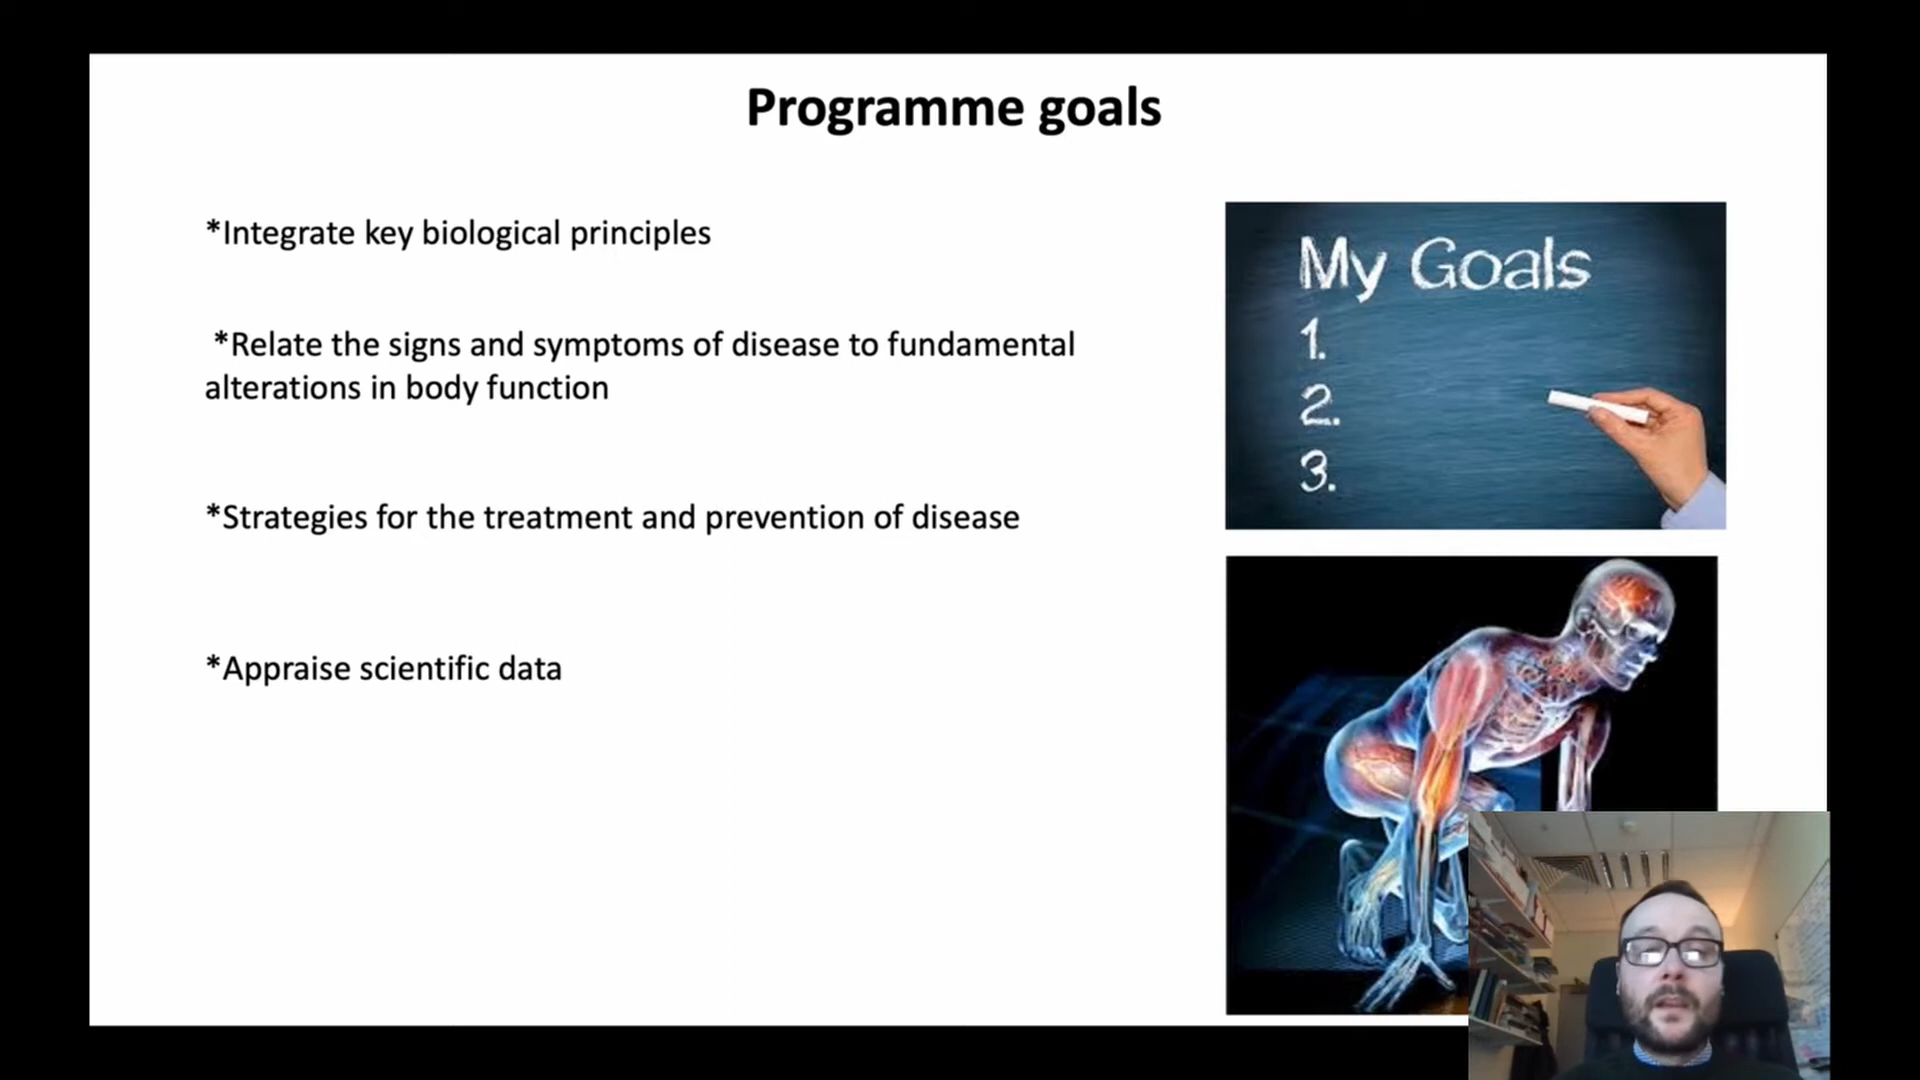 Programme goals
*Integrate key biological principles
*Relate the signs and symptoms of disease to fundamental
alterations in body function
*Strategies for the treatment and prevention of disease
*Appraise scientific data
My Goals
1.
2.
3.